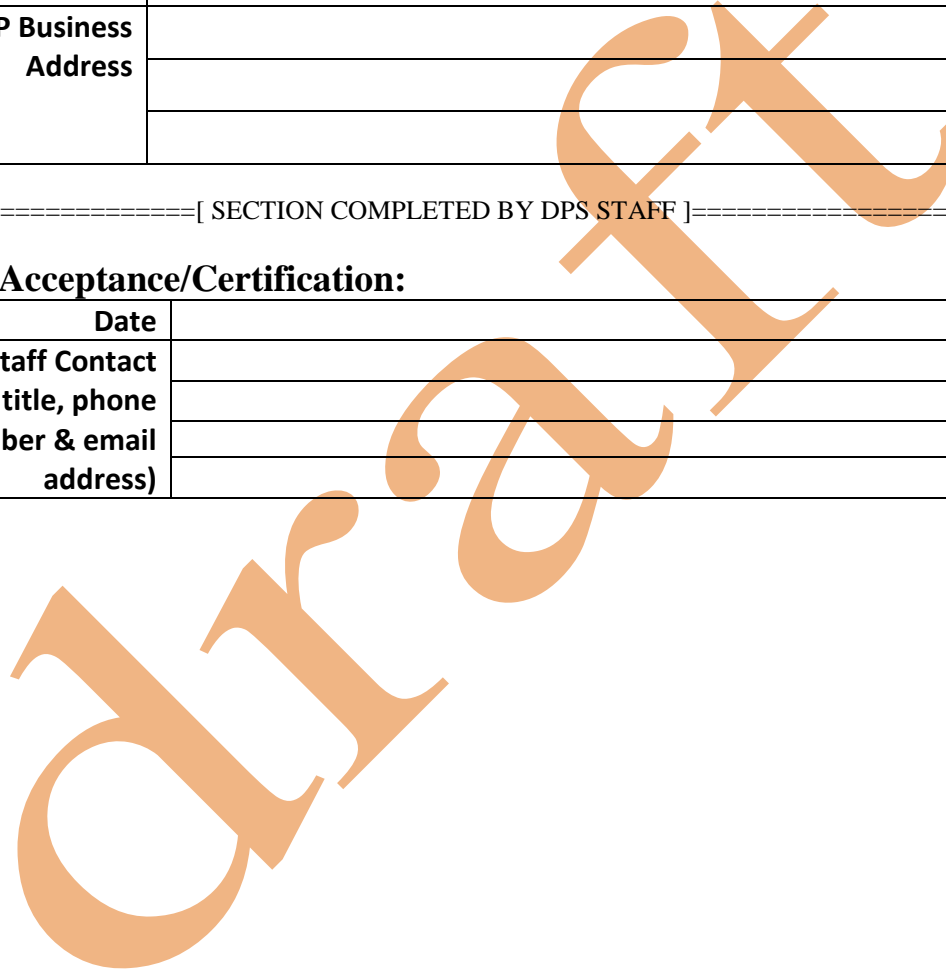 P Business
Address
=============[ SECTION COMPLETED BY DPS STAFF ]=================
Acceptance/Certification:
Date
taff Contact
title, phone
ber & email
address)
draft